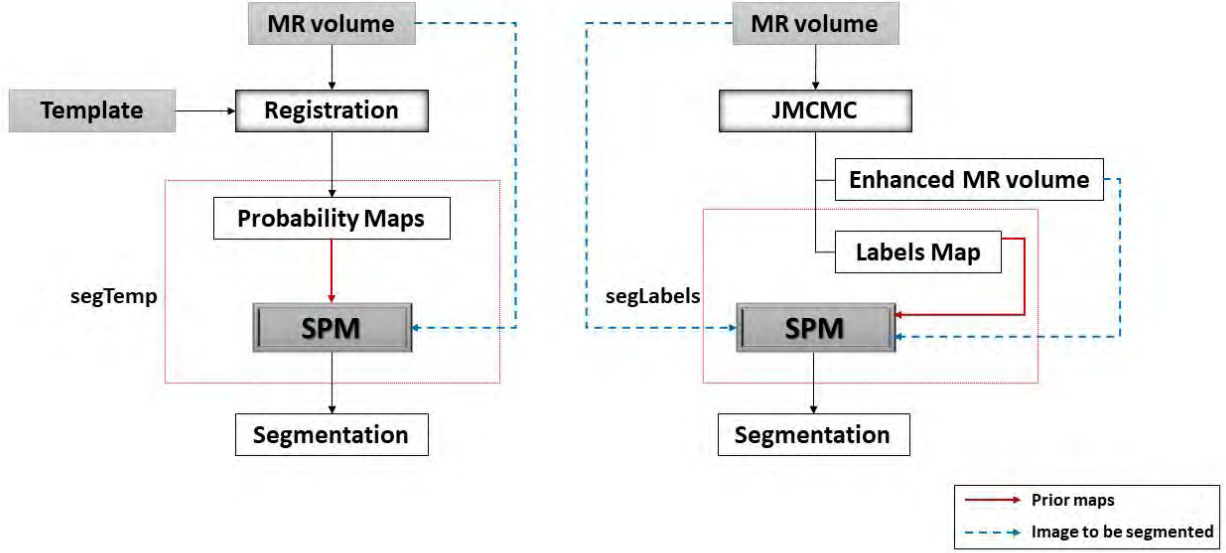 MR volume
Template
Registration
Probability Maps
segTemp
SPM
Segmentation
MR volume
JMCMC
Enhanced MR volume
Labels Map
segLabels
SPM
Segmentation
Prior maps
Image to be segmented